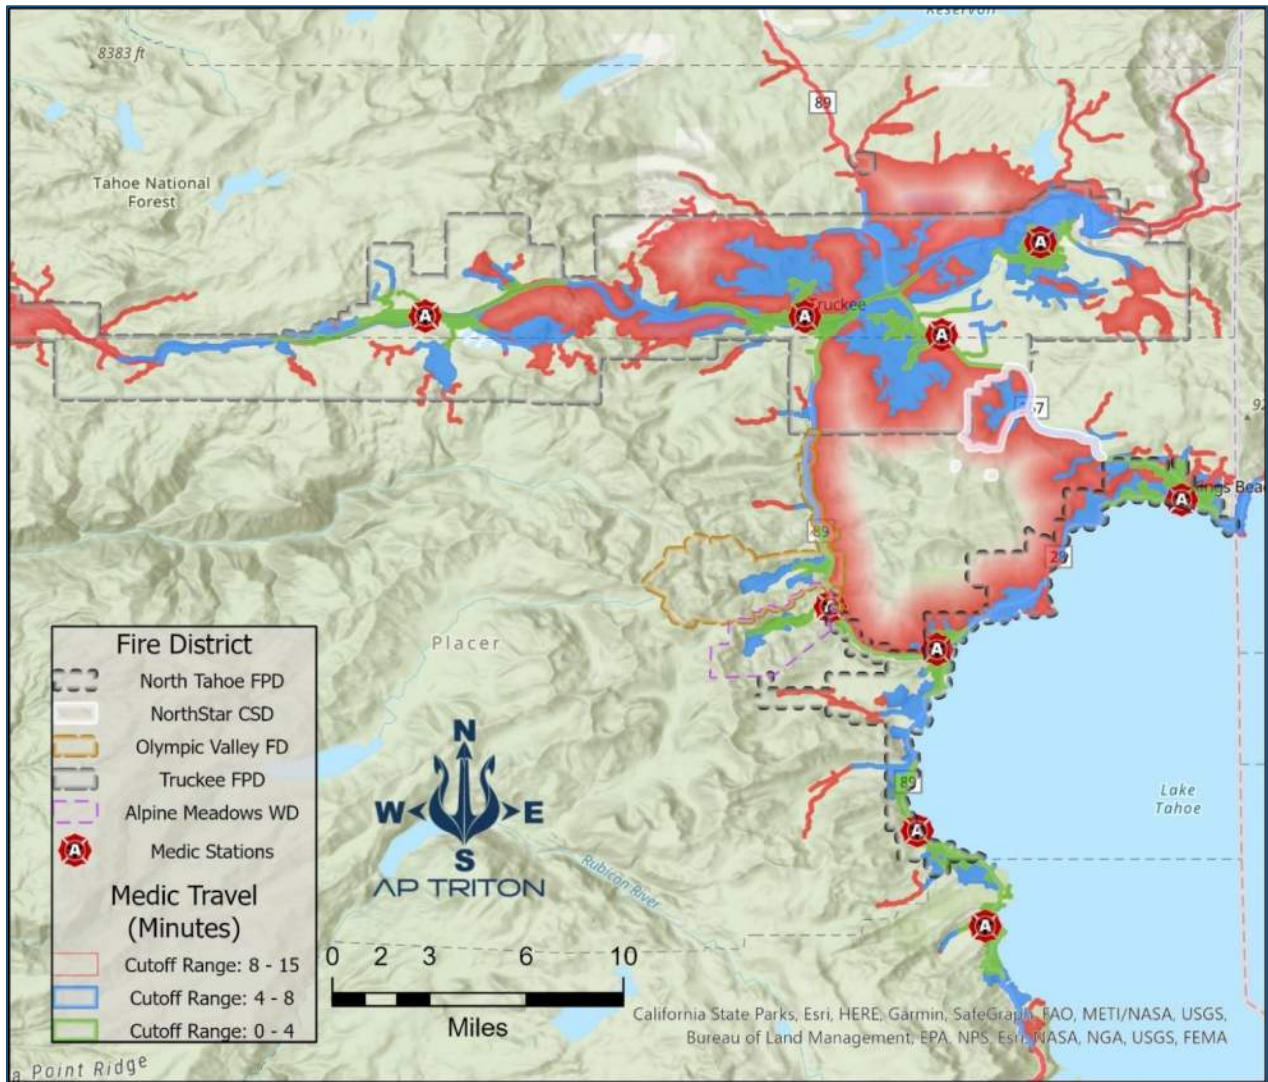 Reservoir
8383 ft
89
Tahoe National
Forest
A
A
Truckee
A
A
A
89
29
A
A
Placer
89
A
A
Lake
Tahoe
Rubicon River
Fire District
North Tahoe FPD
NorthStar CSD
Olympic Valley FD
Truckee FPD
Alpine Meadows WD
A Medic Stations
Medic Travel
(Minutes)
Cutoff Range: 8 - 15
Cutoff Range: 4 - 8
Cutoff Range: 0 - 4
N
W E
S
AP TRITON
0 2 3 6 10
Miles
California State Parks, Esri, HERE, Garmin, SafeGraph, FAO, METI/NASA, USGS,
Bureau of Land Management, EPA, NPS, Esri, NASA, NGA, USGS, FEMA
a Point Ridge